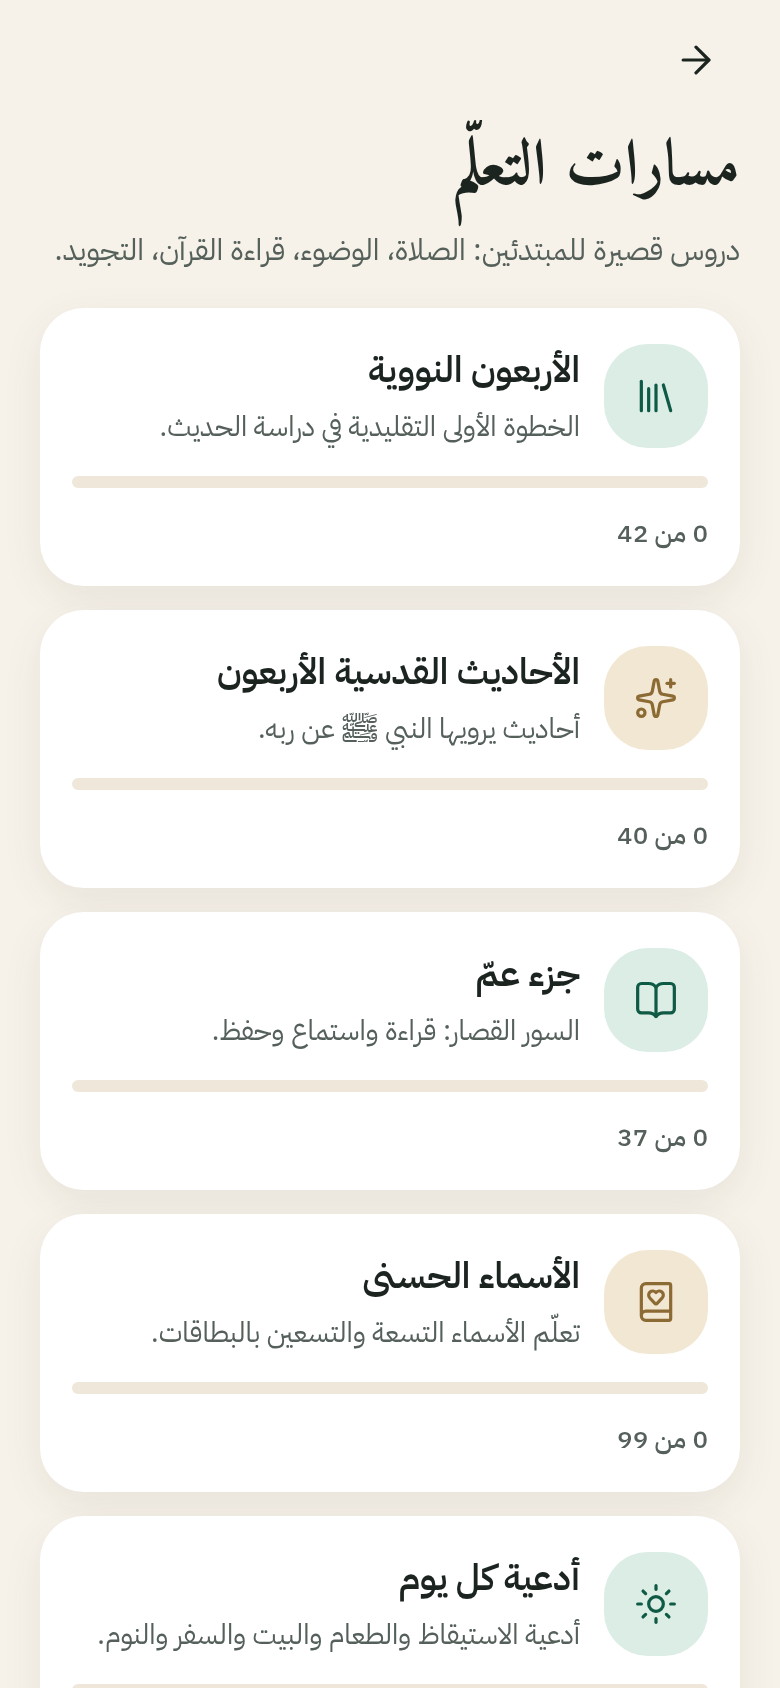 مسارات التعلّم
دروس قصيرة للمبتدئين: الصلاة، الوضوء، قراءة القرآن، التجويد.
الأربعون النووية
الخطوة الأولى التقليدية في دراسة الحديث.
0 من 42
الأحاديث القدسية الأربعون
أحاديث يرويها النبي ﷺ عن ربه.
0 من 40
جزء عمّ
السور القصار: قراءة واستماع وحفظ.
0 من 37
الأسماء الحسنى
تعلّم الأسماء التسعة والتسعين بالبطاقات.
0 من 99
أدعية كل يوم
أدعية الاستيقاظ والطعام والبيت والسفر والنوم.